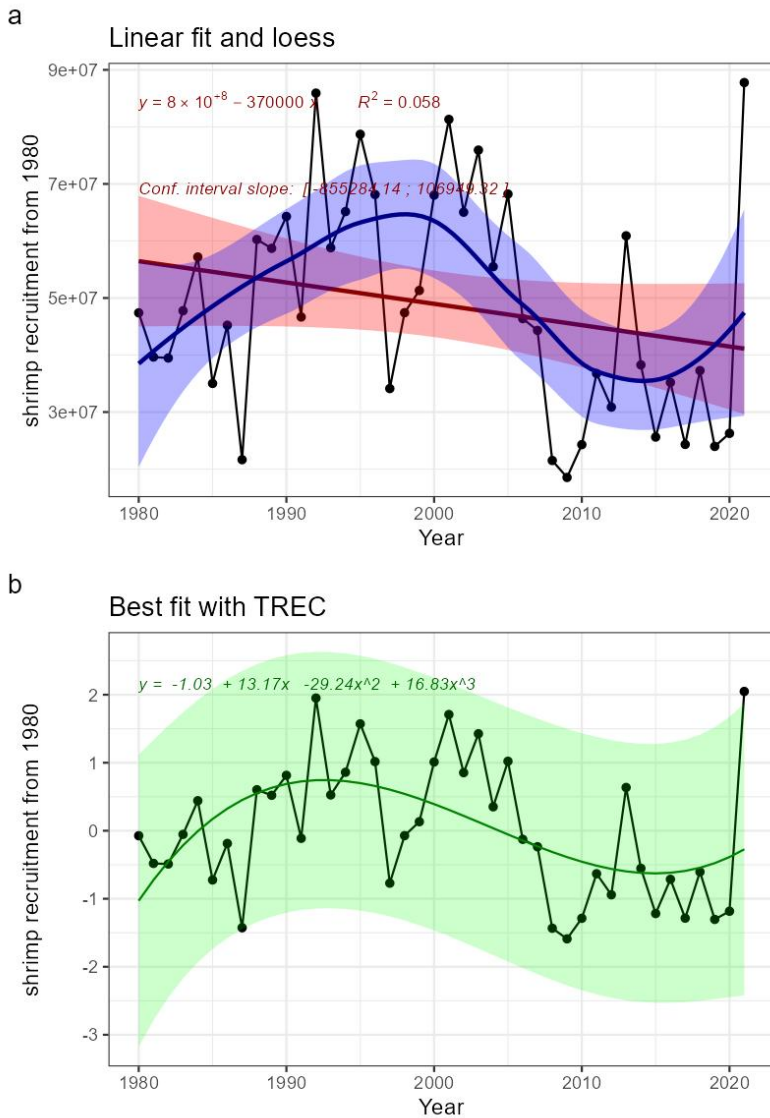 a
Linear fit and loess
9e+07
y = 8 × 10⁺⁸ − 370000 x R² = 0.058
7e+07
Conf. interval slope: [ -855284.14 ; 106949.32 ]
5e+07
3e+07
shrimp recruitment from 1980
1980 1990 2000 2010 2020
Year
b
Best fit with TREC
y = -1.03 + 13.17x -29.24x^2 + 16.83x^3
2
1
0
-1
-2
-3
shrimp recruitment from 1980
1980 1990 2000 2010 2020
Year